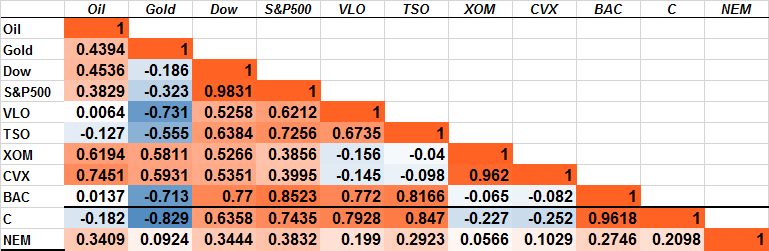 Oil Gold Dow S&P500 VLO TSO XOM CVX BAC C NEM
Oil 1
Gold 0.4394 1
Dow 0.4536 -0.186 1
S&P500 0.3829 -0.323 0.9831 1
VLO 0.0064 -0.731 0.5258 0.6212 1
TSO -0.127 -0.555 0.6384 0.7256 0.6735 1
XOM 0.6194 0.5811 0.5266 0.3856 -0.156 -0.04 1
CVX 0.7451 0.5931 0.5351 0.3995 -0.145 -0.098 0.962 1
BAC 0.0137 -0.713 0.77 0.8523 0.772 0.8166 -0.065 -0.082 1
C -0.182 -0.829 0.6358 0.7435 0.7928 0.847 -0.227 -0.252 0.9618 1
NEM 0.3409 0.0924 0.3444 0.3832 0.199 0.2923 0.0566 0.1029 0.2746 0.2098 1